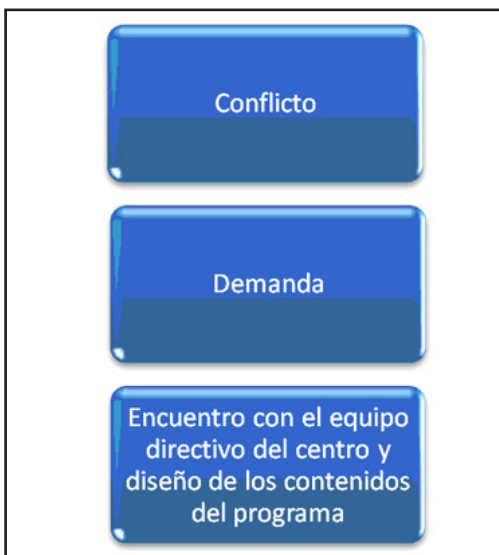 Conflicto
Demanda
Encuentro con el equipo
directivo del centro y
diseño de los contenidos
del programa